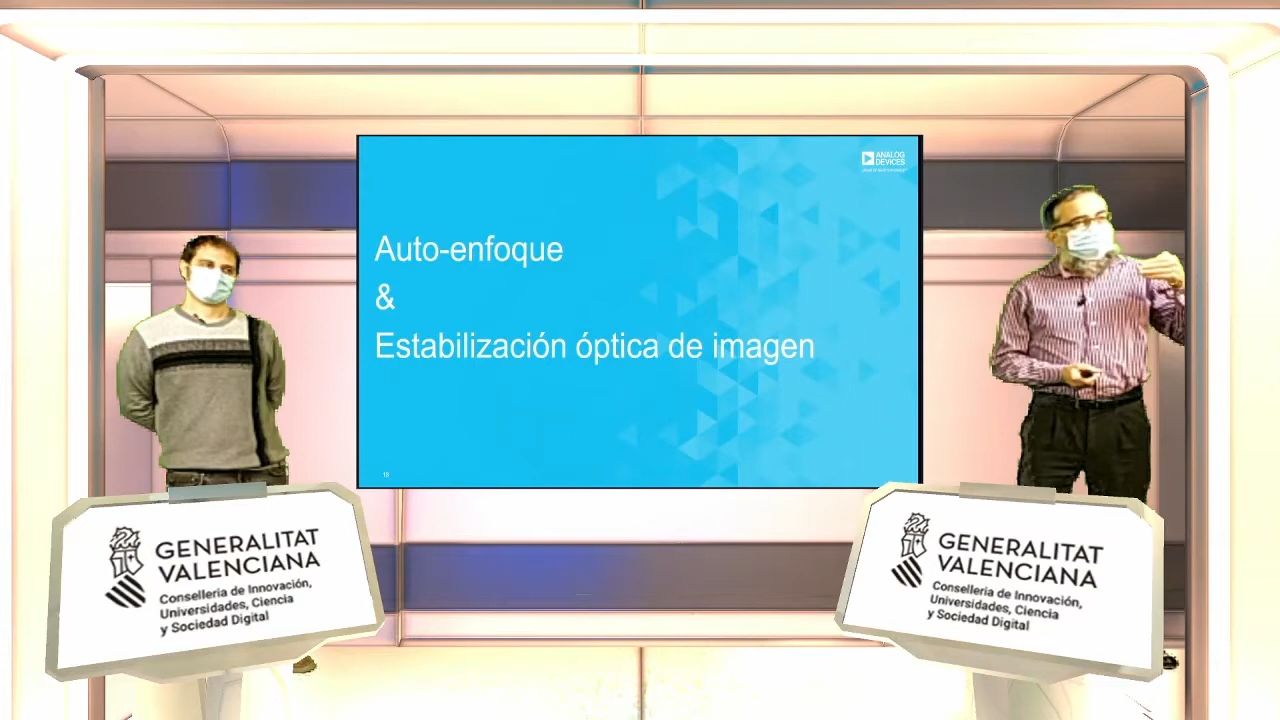 ANALOG
DEVICES
Auto-enfoque
&
Estabilización óptica de imagen
18
GENERALITAT
VALENCIANA
Conselleria de Innovación,
Universidades, Ciencia
y Sociedad Digital
GENERALITAT
VALENCIANA
Conselleria de Innovación,
Universidades, Ciencia
y Sociedad Digital